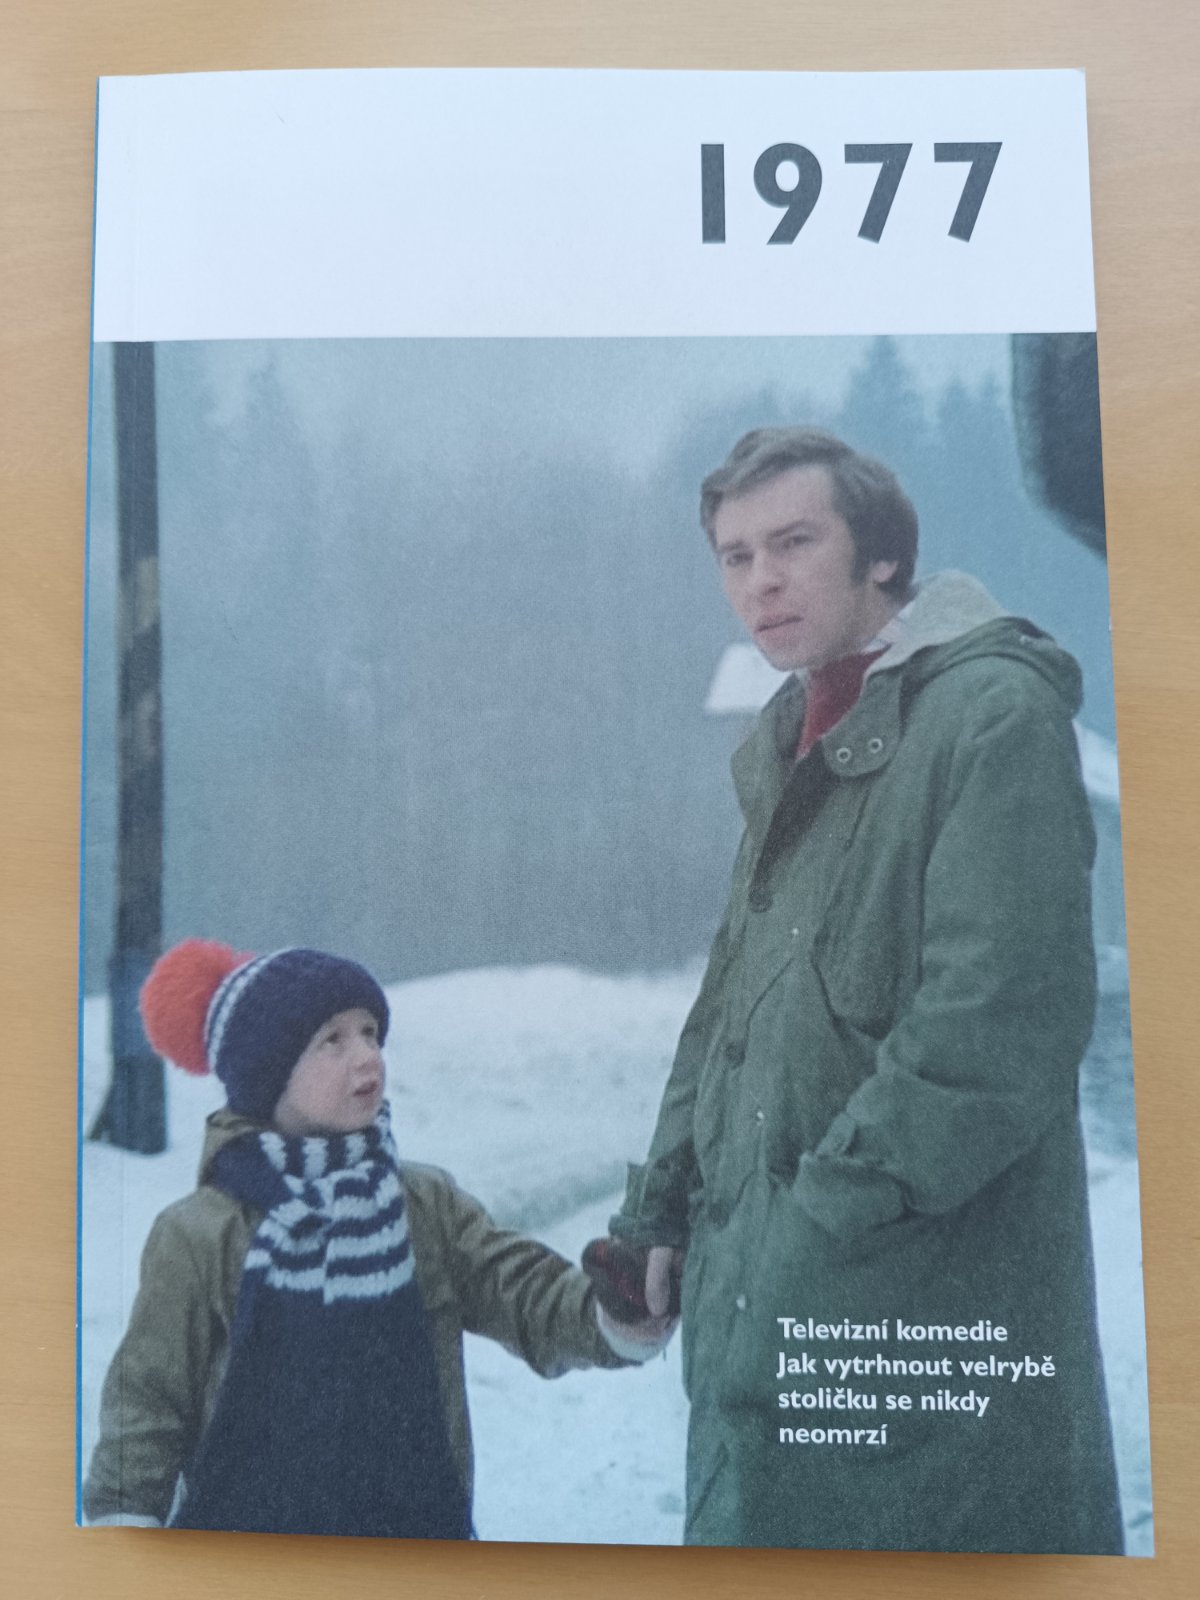 1977
Televizní komedie
Jak vytrhnout velrybě
stoličku se nikdy
neomrzí